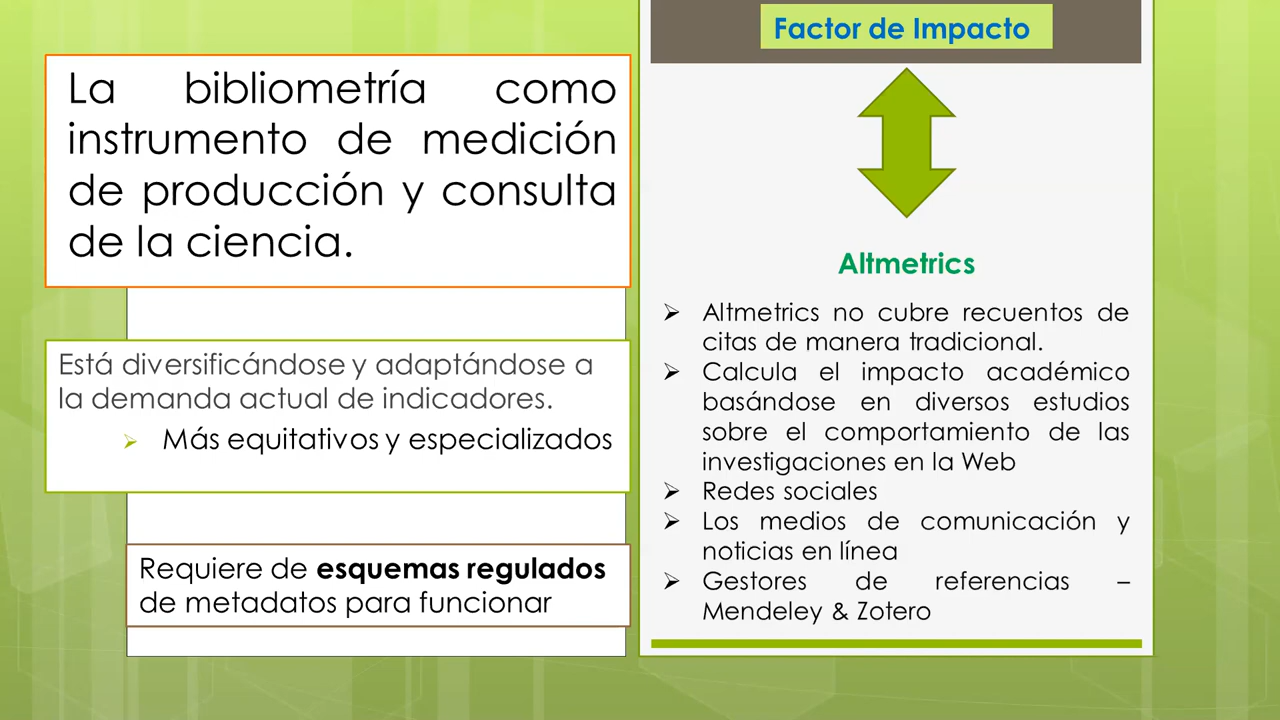 La bibliometría como
instrumento de medición
de producción y consulta
de la ciencia.
Está diversificándose y adaptándose a
la demanda actual de indicadores.
Más equitativos y especializados
Requiere de esquemas regulados
de metadatos para funcionar
Factor de Impacto
Altmetrics
Altmetrics no cubre recuentos de
citas de manera tradicional.
Calcula el impacto académico
basándose en diversos estudios
sobre el comportamiento de las
investigaciones en la Web
Redes sociales
Los medios de comunicación y
noticias en línea
Gestores de referencias –
Mendeley & Zotero